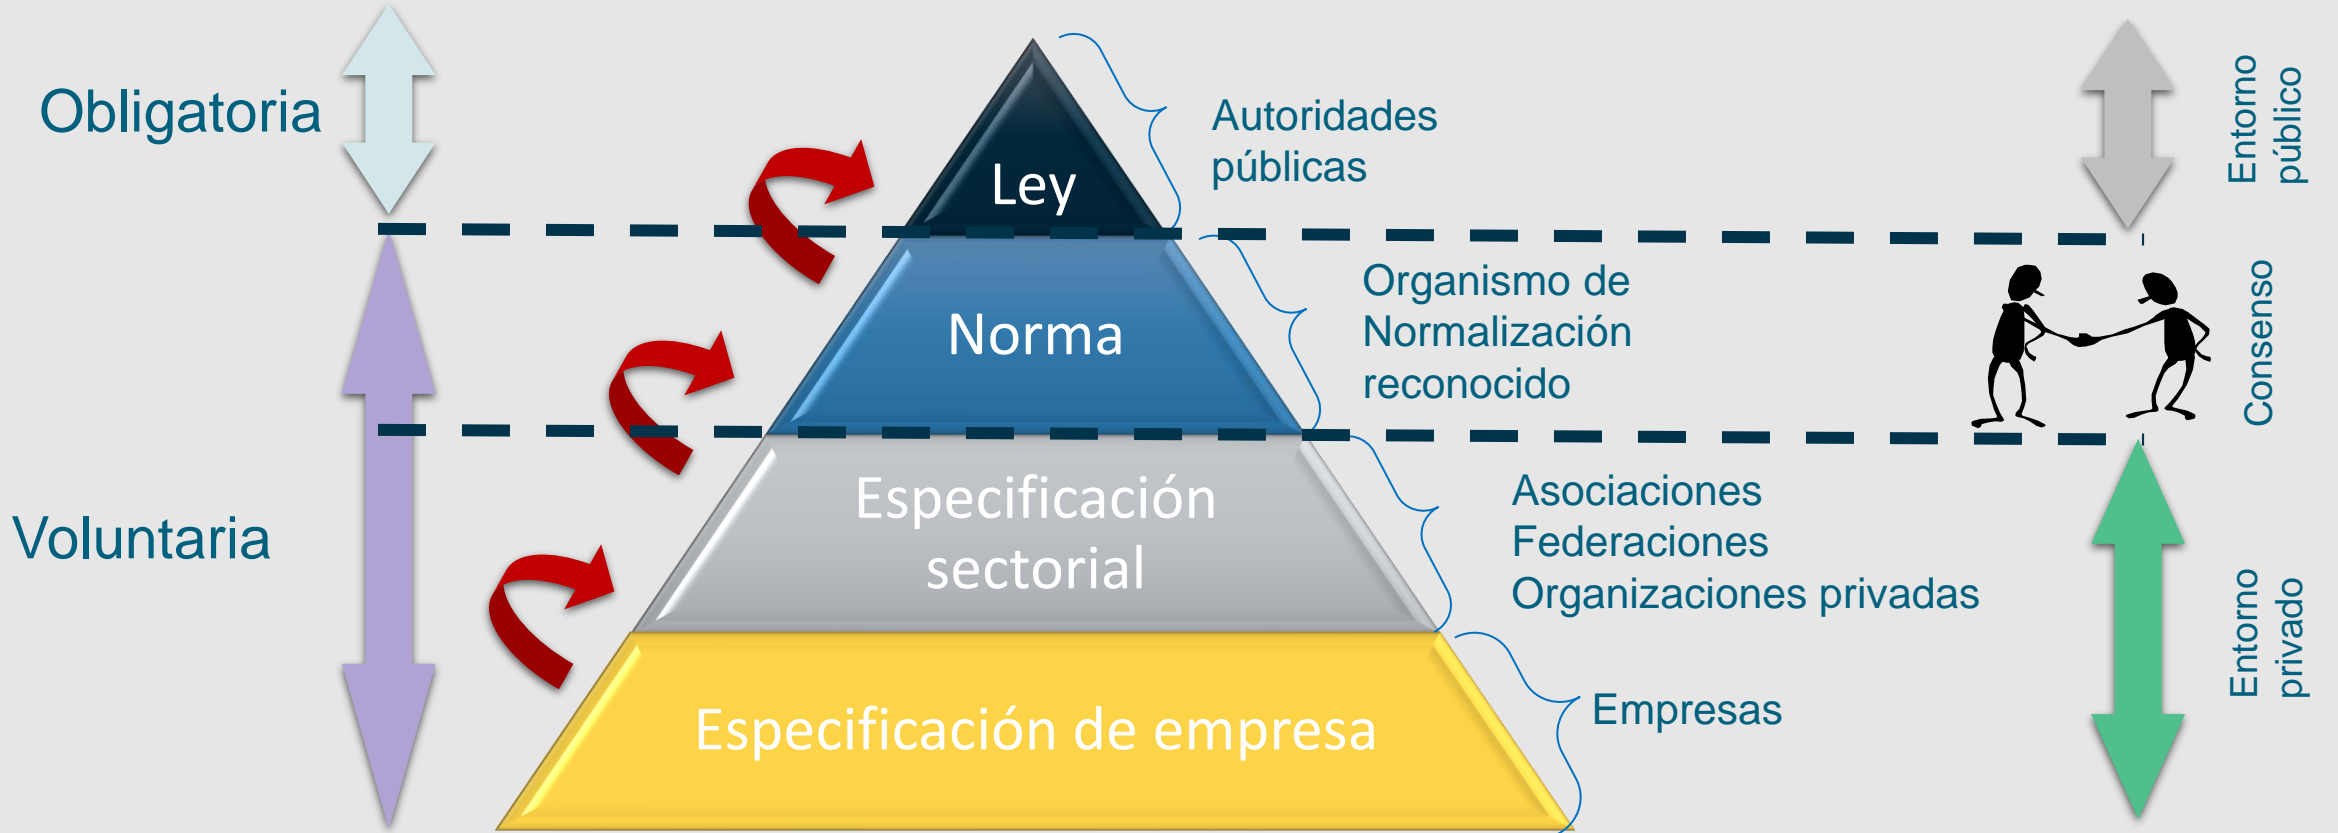 Obligatoria
Voluntaria
Ley
Norma
Especificación
sectorial
Especificación de empresa
Autoridades
públicas
Organismo de
Normalización
reconocido
Asociaciones
Federaciones
Organizaciones privadas
Empresas
Entorno
público
Consenso
Entorno
privado